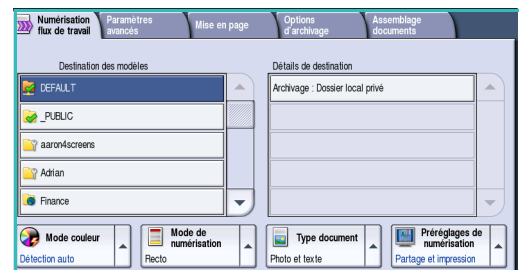 Numérisation
flux de travail
Paramètres
avancés
Mise en page
Options
d'archivage
Assemblage
documents
Destination des modèles
Détails de destination
DEFAULT
_PUBLIC
aaron4screens
Adrian
Finance
Archivage : Dossier local privé
Mode couleur
Détection auto
Mode de
numérisation
Recto
Type document
Photo et texte
Préréglages de
numérisation
Partage et impression